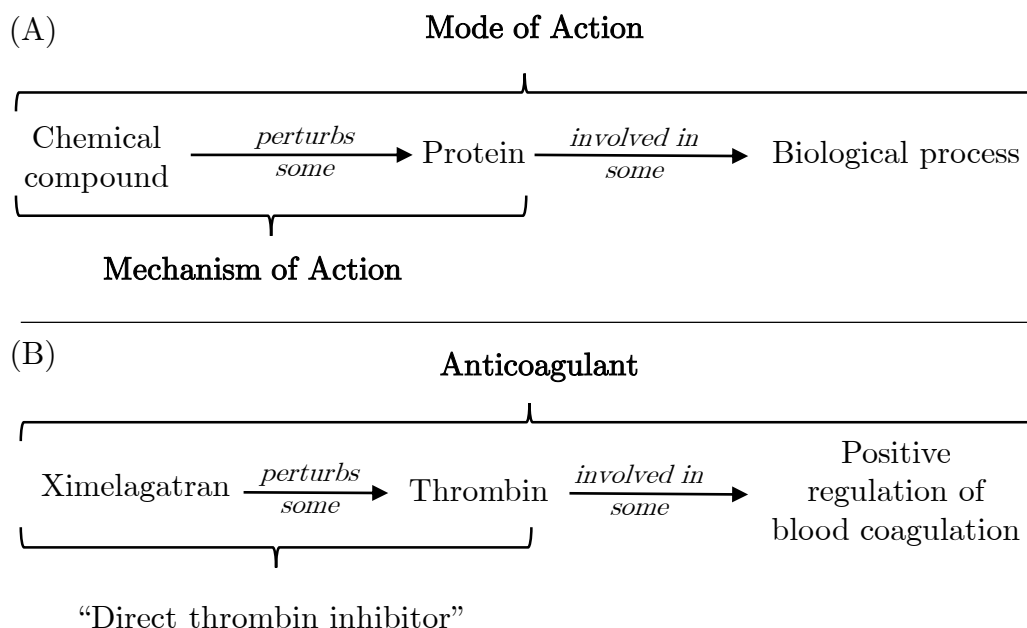 (A)
Mode of Action
Chemical
compound
perturbs
some
Protein
involved in
some
Biological process
Mechanism of Action
(B)
Anticoagulant
Ximelagatran
perturbs
some
Thrombin
involved in
some
Positive
regulation of
blood coagulation
“Direct thrombin inhibitor”